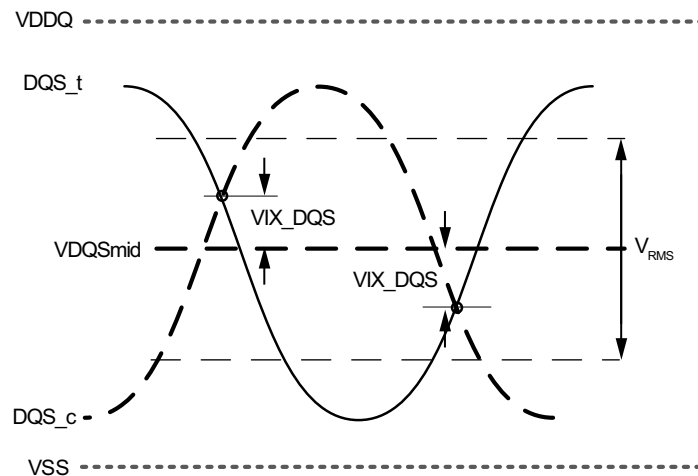 VDDQ
DQS_t
VIX_DQS
VDQSmid
VRMS
VIX_DQS
DQS_c
VSS